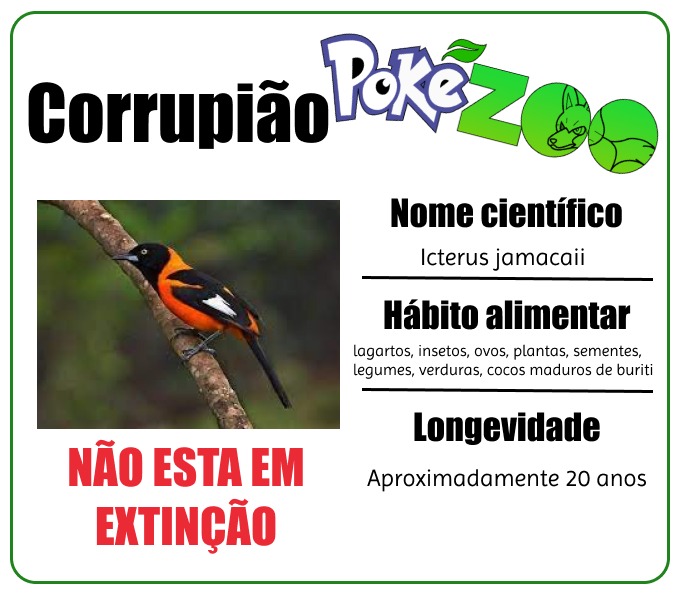 Corrupião
PokéZOO
Nome científico
Icterus jamacaii
Hábito alimentar
lagartos, insetos, ovos, plantas, sementes,
legumes, verduras, cocos maduros de buriti
Longevidade
Aproximadamente 20 anos
NÃO ESTA EM
EXTINÇÃO